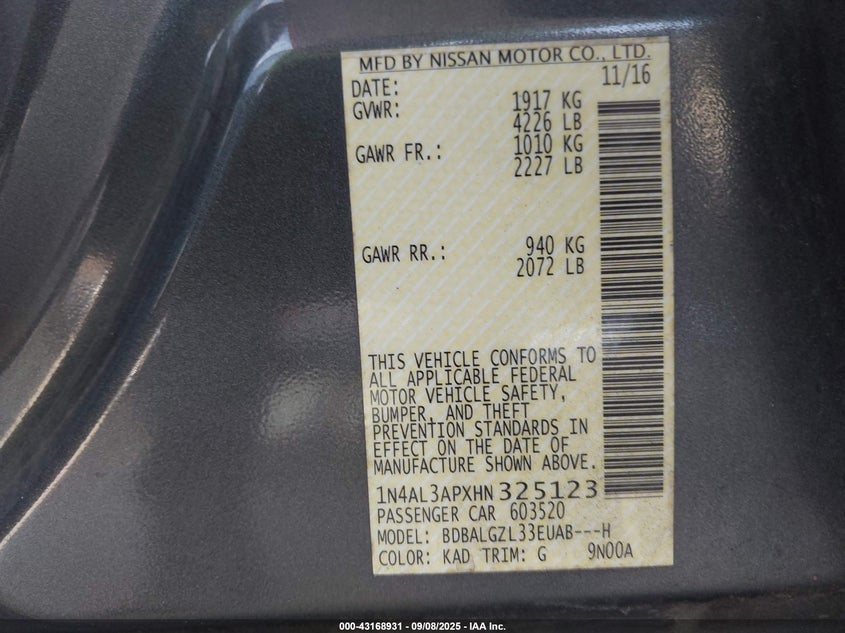 MFD BY NISSAN MOTOR CO., LTD.
DATE: 11/16
GVWR: 1917 KG
4226 LB
GAWR FR.: 1010 KG
2227 LB
GAWR RR.: 940 KG
2072 LB
THIS VEHICLE CONFORMS TO
ALL APPLICABLE FEDERAL
MOTOR VEHICLE SAFETY,
BUMPER, AND THEFT
PREVENTION STANDARDS IN
EFFECT ON THE DATE OF
MANUFACTURE SHOWN ABOVE.
1N4AL3APXHN 325123
PASSENGER CAR 603520
MODEL: BDBALGZL33EUAB---H
COLOR: KAD TRIM: G 9N00A
000-43168931 - 09/08/2025 - IAA Inc.